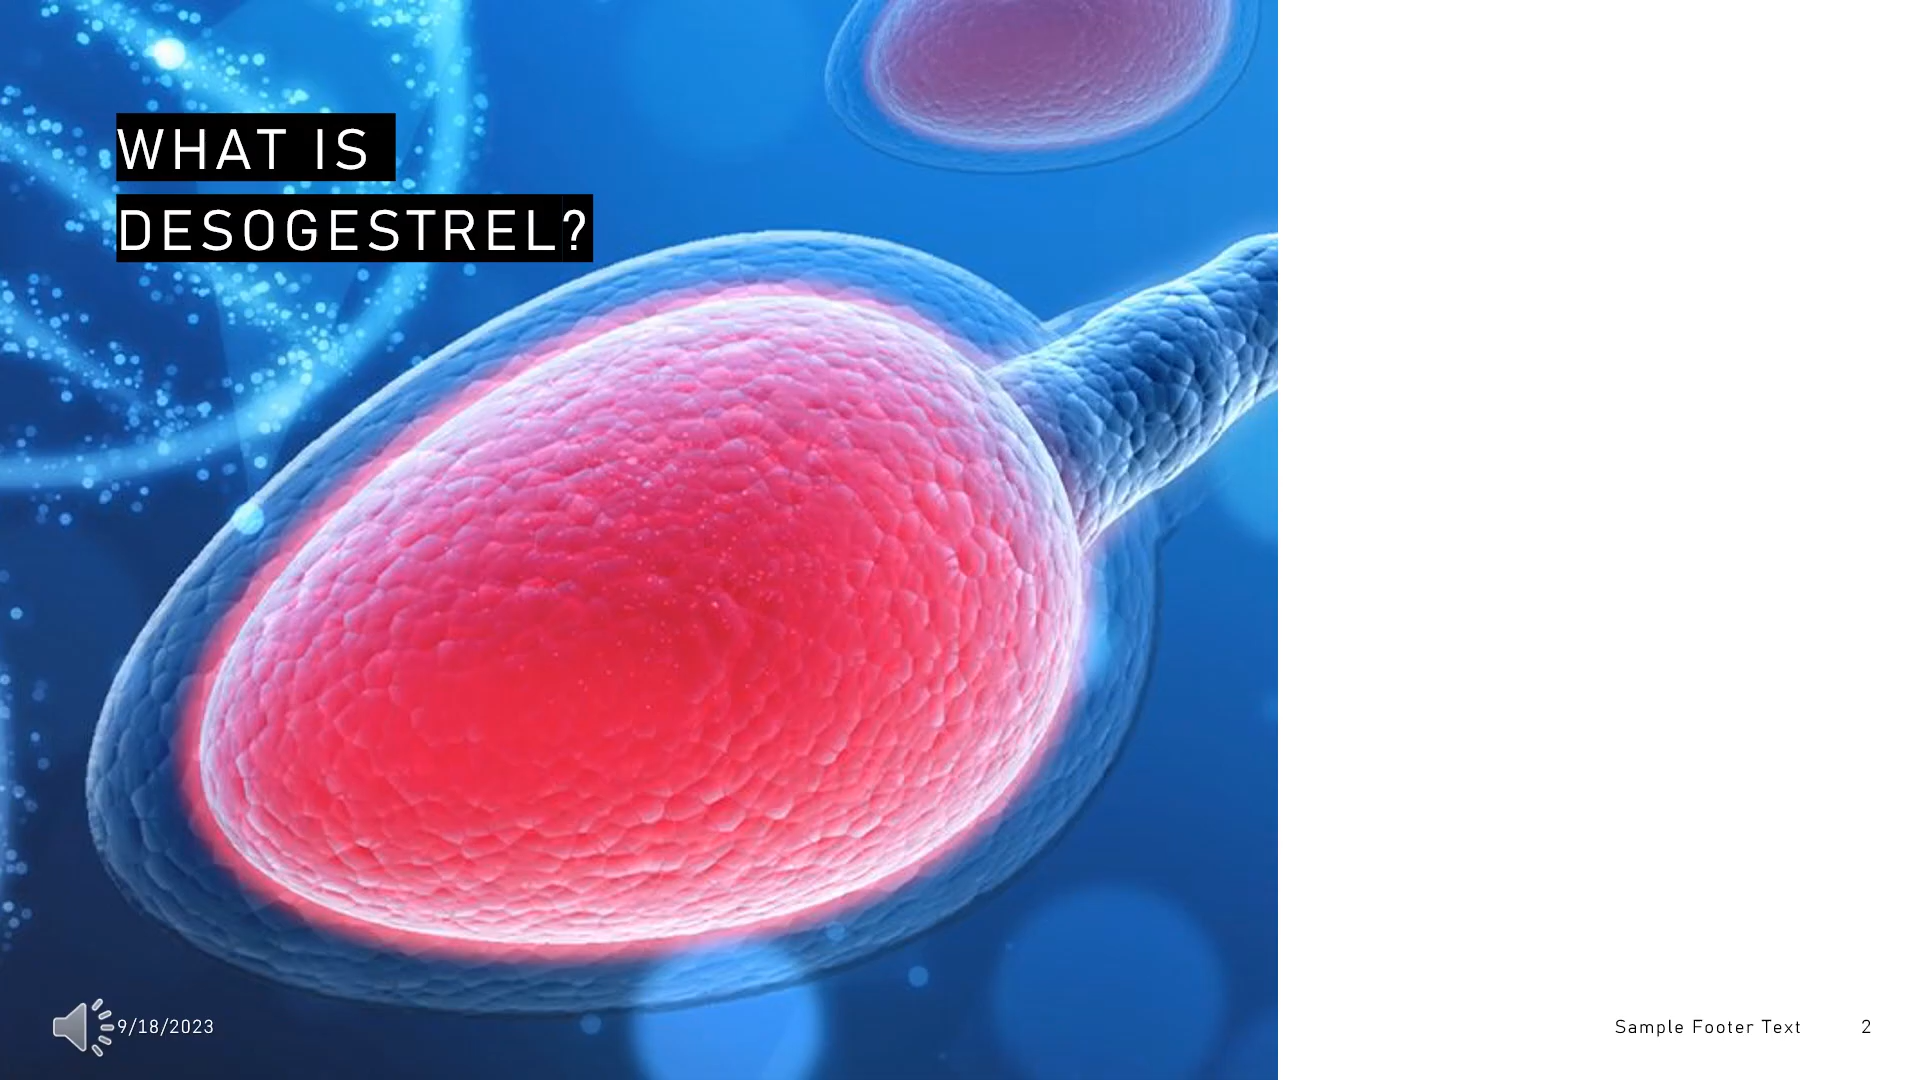 WHAT IS
DESOGESTREL?
9/18/2023
Sample Footer Text
2